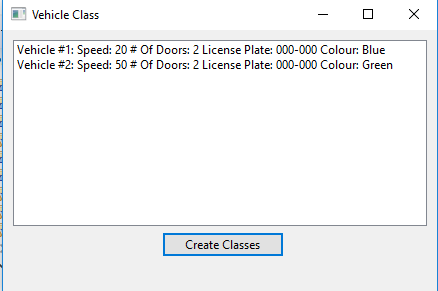 Vehicle Class
Vehicle #1: Speed: 20 # Of Doors: 2 License Plate: 000-000 Colour: Blue
Vehicle #2: Speed: 50 # Of Doors: 2 License Plate: 000-000 Colour: Green
Create Classes